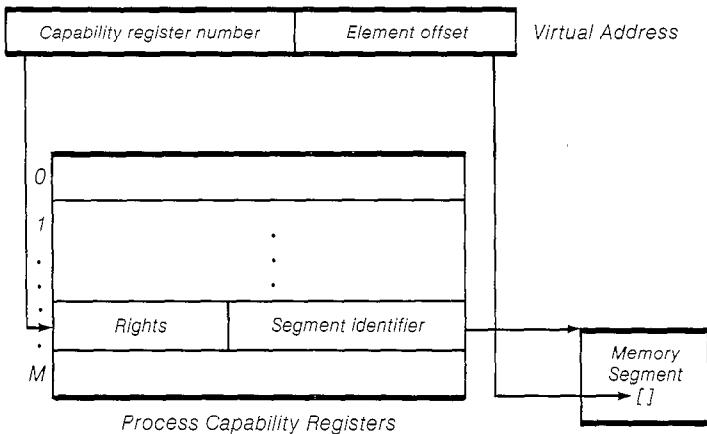 Capability register number Element offset Virtual Address
0
1
.
.
.
.
.
.
.
Rights Segment identifier
M
Memory
Segment
[ ]
Process Capability Registers